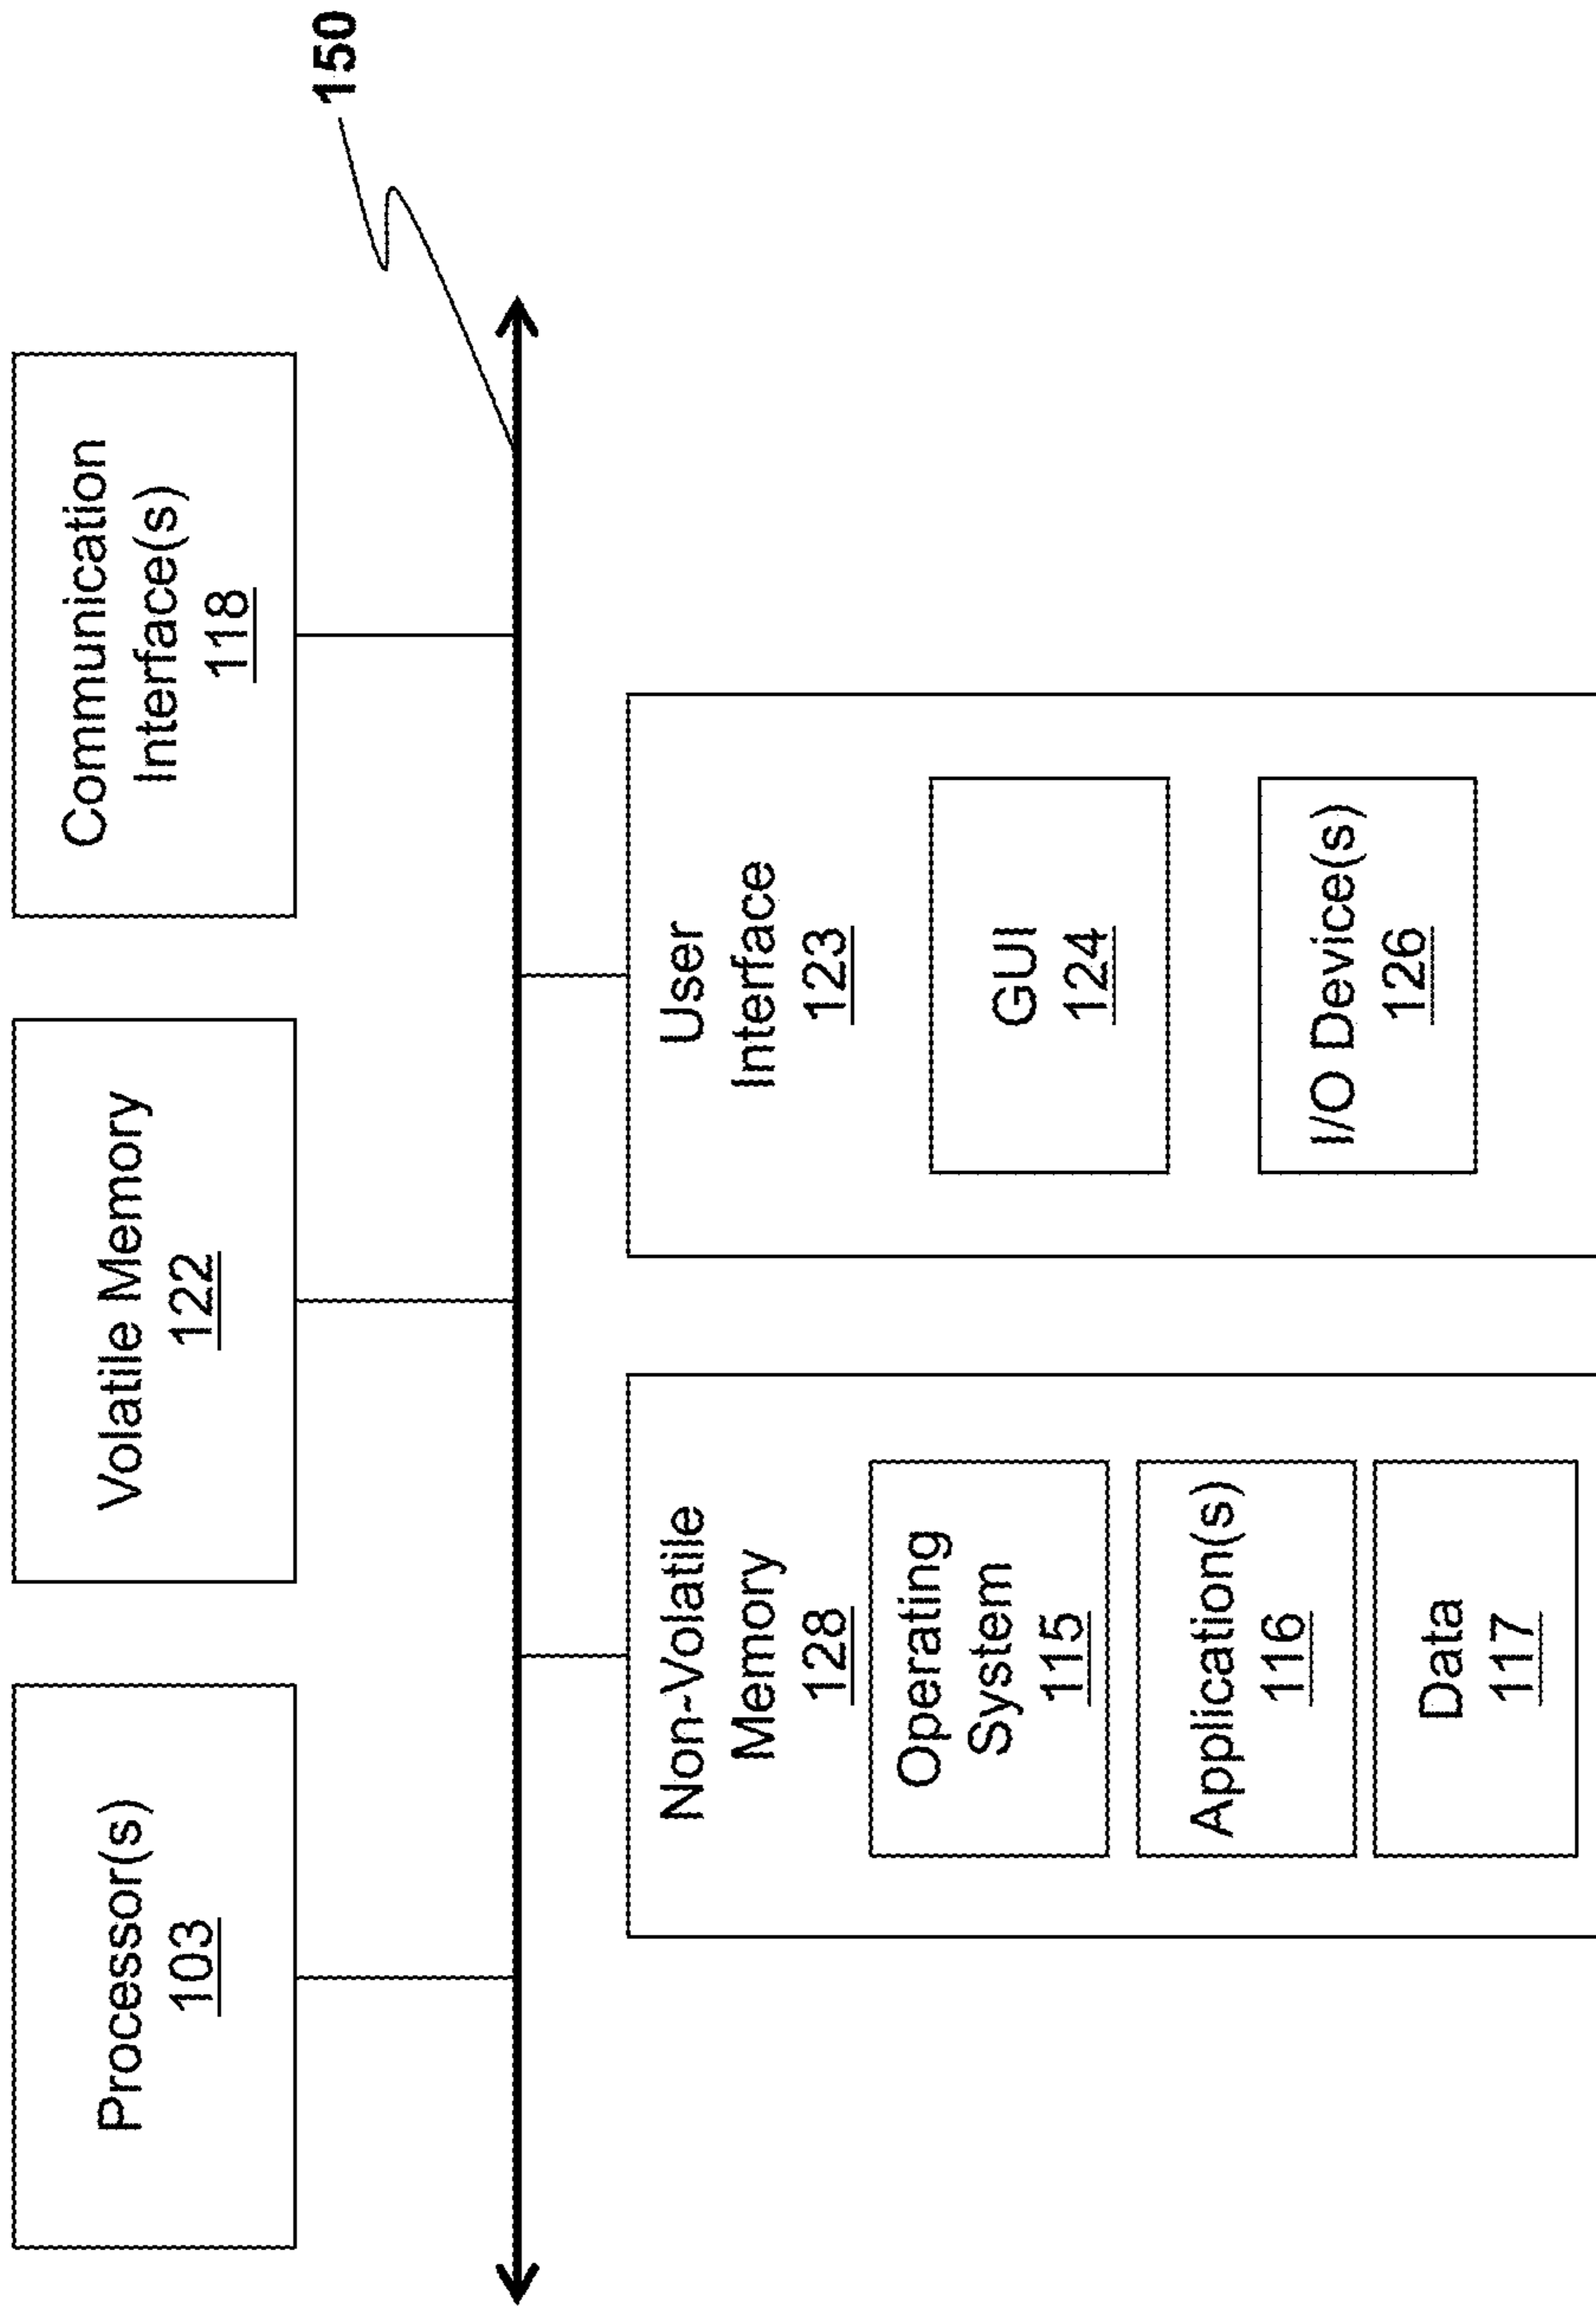 Processor(s)
103
Volatile Memory
122
Communication
Interface(s)
118
150
Non-Volatile
Memory
128
Operating
System
115
Application(s)
116
Data
117
User
Interface
123
GUI
124
I/O Device(s)
126